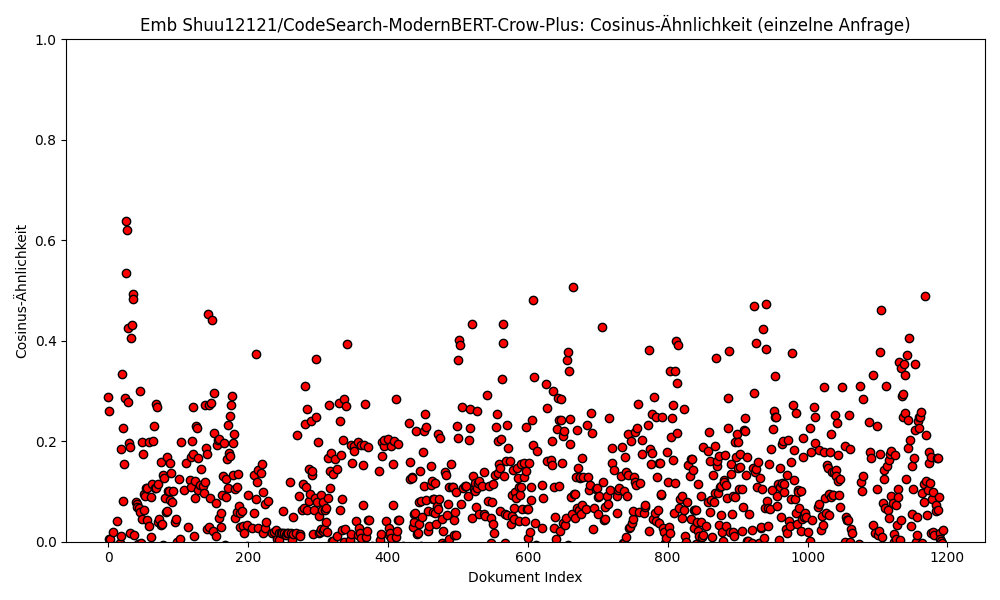 Emb Shuu12121/CodeSearch-ModernBERT-Crow-Plus: Cosinus-Ähnlichkeit (einzelne Anfrage)
1.0
0.8
0.6
0.4
0.2
0.0
Cosinus-Ähnlichkeit
0 200 400 600 800 1000 1200
Dokument Index